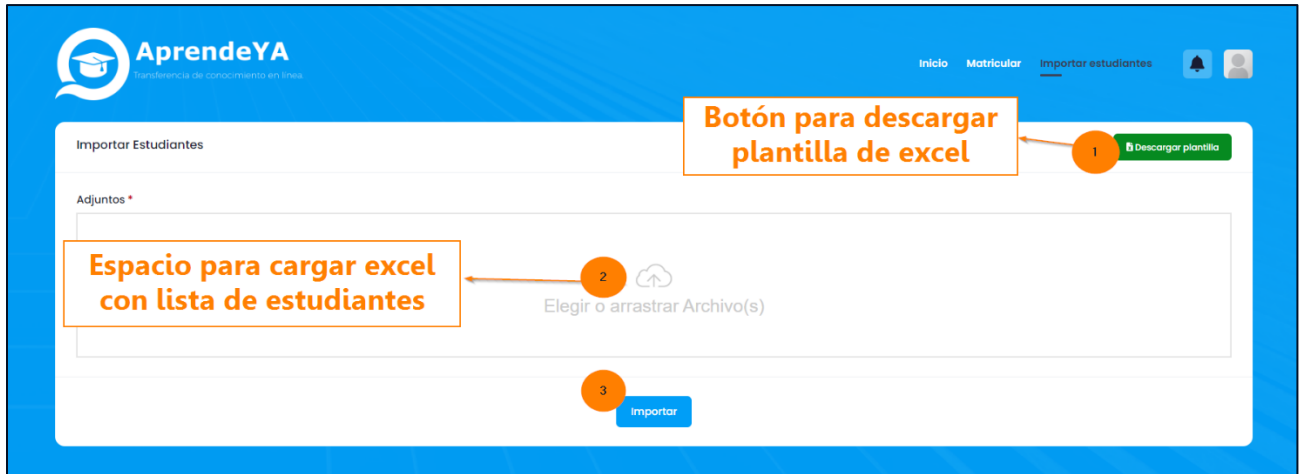 AprendeYA
Transferencia de conocimiento en línea
Inicio Matricular Importar estudiantes
Botón para descargar
plantilla de excel
Importar Estudiantes
1
Descargar plantilla
Adjuntos *
Espacio para cargar excel
con lista de estudiantes
2
Elegir o arrastrar Archivo(s)
3
Importar